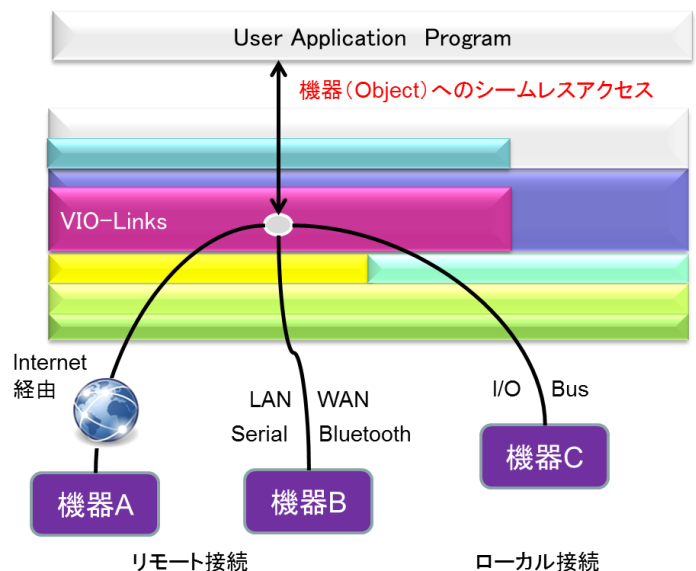 User Application Program
機器(Object)へのシームレスアクセス
VIO-Links
Internet
経由
LAN WAN
Serial Bluetooth
I/O Bus
機器A
機器B
機器C
リモート接続
ローカル接続